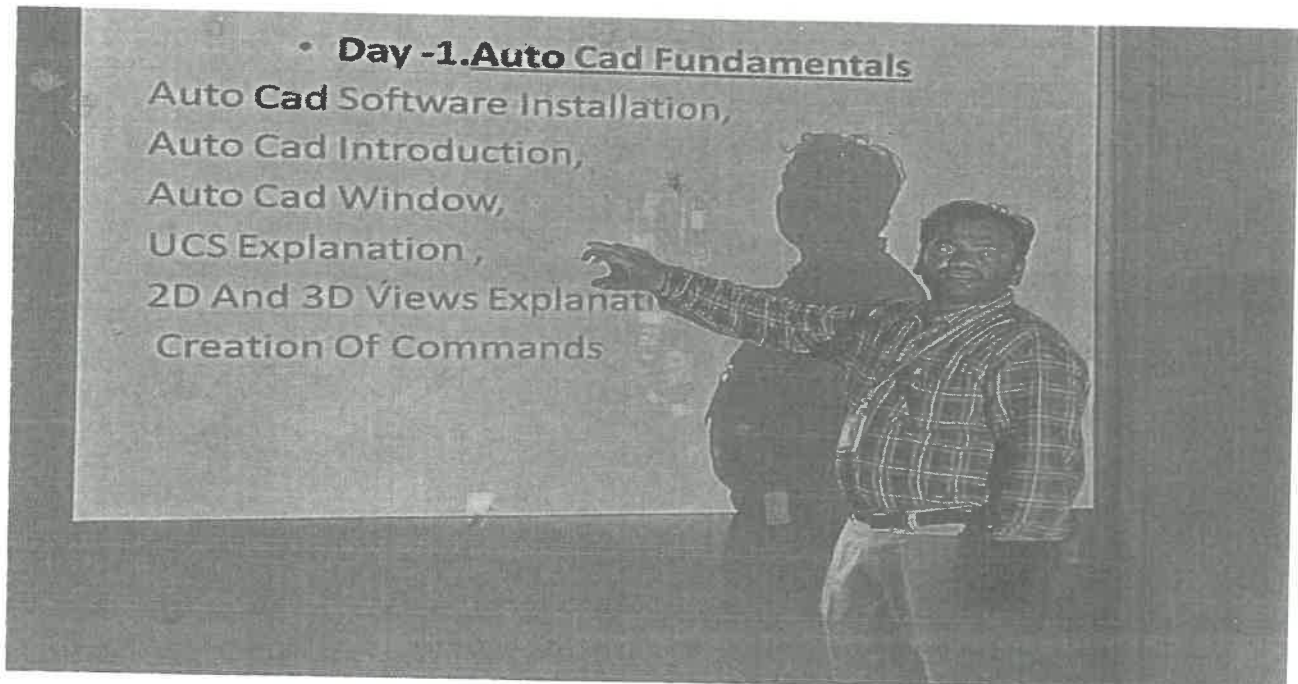 • Day -1.Auto Cad Fundamentals
Auto Cad Software Installation,
Auto Cad Introduction,
Auto Cad Window,
UCS Explanation ,
2D And 3D Views
Creation Of Commands